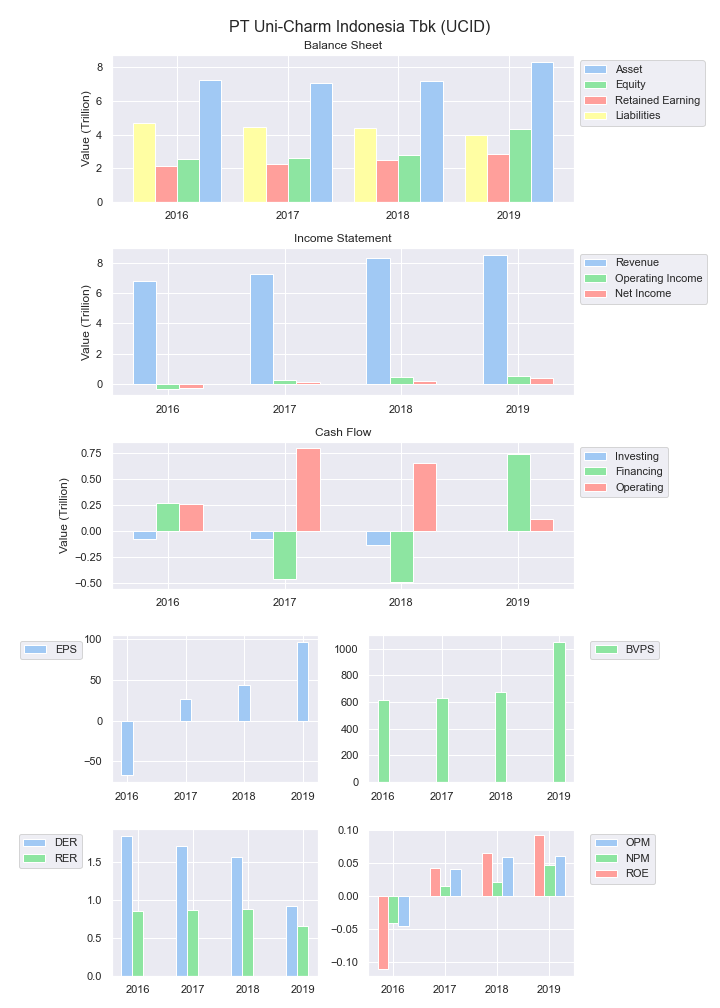 PT Uni-Charm Indonesia Tbk (UCID)
Balance Sheet
Value (Trillion)
8
6
4
2
0
2016 2017 2018 2019
Asset
Equity
Retained Earning
Liabilities
Income Statement
Value (Trillion)
8
6
4
2
0
2016 2017 2018 2019
Revenue
Operating Income
Net Income
Cash Flow
Value (Trillion)
0.75
0.50
0.25
0.00
−0.25
−0.50
2016 2017 2018 2019
Investing
Financing
Operating
EPS
100
50
0
−50
2016 2017 2018 2019
1000
800
600
400
200
0
2016 2017 2018 2019
BVPS
DER
RER
1.5
1.0
0.5
0.0
2016 2017 2018 2019
0.10
0.05
0.00
−0.05
−0.10
2016 2017 2018 2019
OPM
NPM
ROE